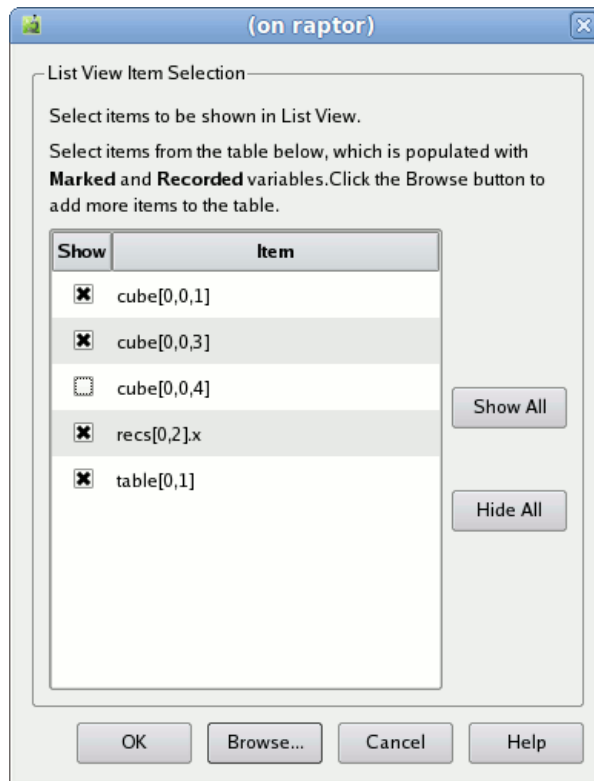 (on raptor)
List View Item Selection
Select items to be shown in List View.
Select items from the table below, which is populated with
Marked and Recorded variables.Click the Browse button to
add more items to the table.
Show Item
cube[0,0,1]
cube[0,0,3]
cube[0,0,4]
recs[0,2].x
table[0,1]
Show All
Hide All
OK Browse... Cancel Help